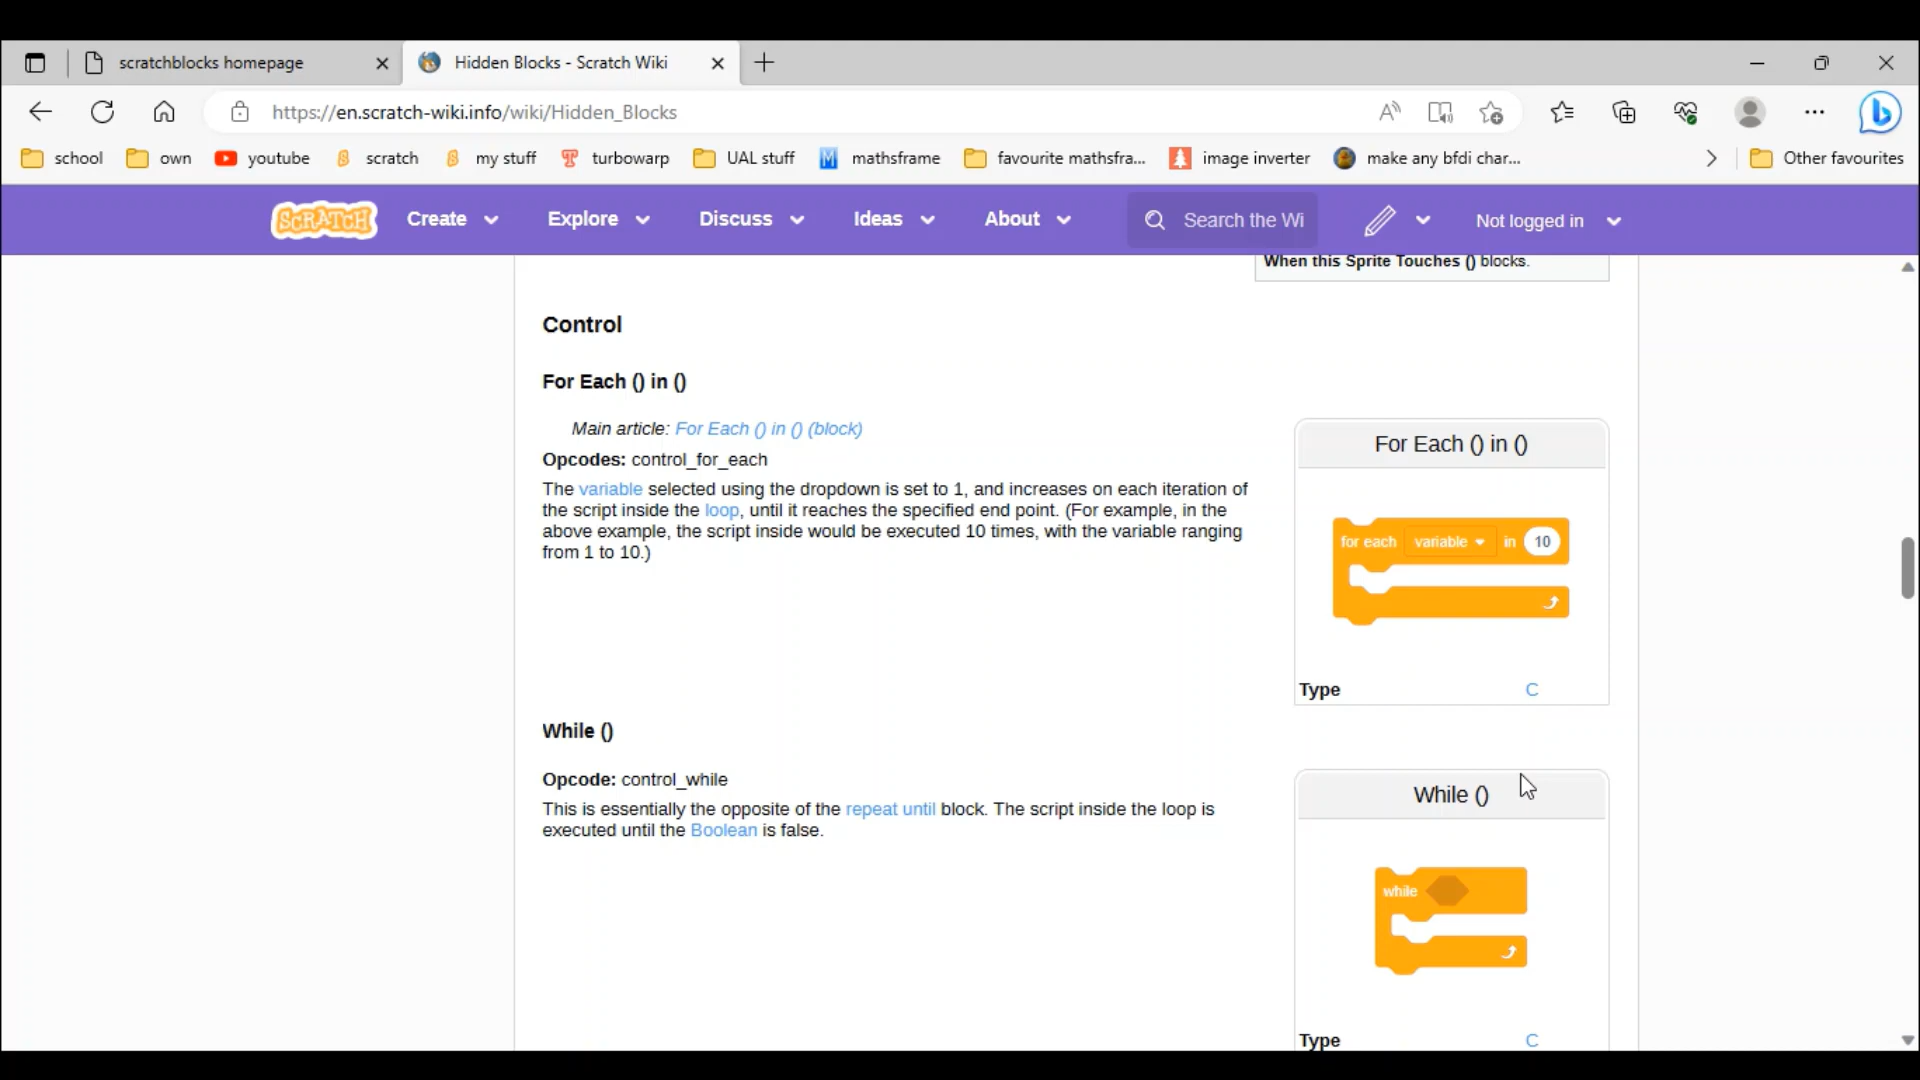 scratchblocks homepage
Hidden Blocks - Scratch Wiki
https://en.scratch-wiki.info/wiki/Hidden_Blocks
school
own
youtube
scratch
my stuff
turbowarp
UAL stuff
mathsframe
favourite mathsfra...
image inverter
make any bfdi char...
Other favourites
SCRATCH
Create
Explore
Discuss
Ideas
About
Search the Wi
Not logged in
When this Sprite Touches () blocks.
Control
For Each () in ()
Main article: For Each () in () (block)
Opcodes: control_for_each
The variable selected using the dropdown is set to 1, and increases on each iteration of
the script inside the loop, until it reaches the specified end point. (For example, in the
above example, the script inside would be executed 10 times, with the variable ranging
from 1 to 10.)
For Each () in ()
for each variable in 10
Type C
While ()
Opcode: control_while
This is essentially the opposite of the repeat until block. The script inside the loop is
executed until the Boolean is false.
While ()
while
Type C